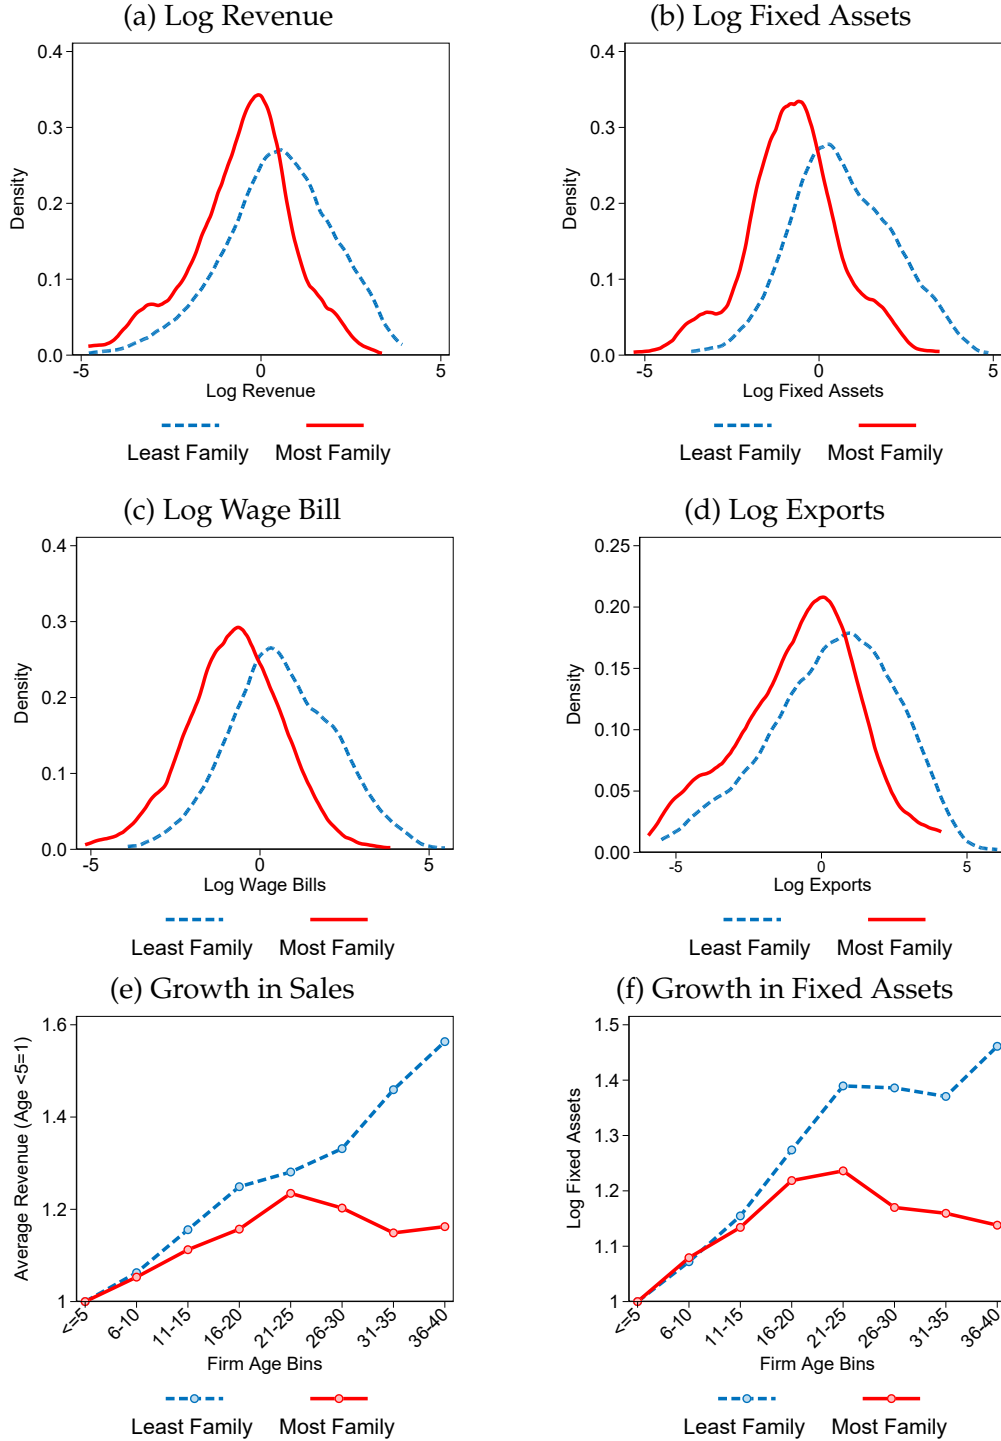 (a) Log Revenue
0.4
0.3
0.2
0.1
0.0
Density
-5
0
5
Log Revenue
Least Family
Most Family
(b) Log Fixed Assets
0.4
0.3
0.2
0.1
0.0
Density
-5
0
5
Log Fixed Assets
Least Family
Most Family
(c) Log Wage Bill
0.4
0.3
0.2
0.1
0.0
Density
-5
0
5
Log Wage Bills
Least Family
Most Family
(d) Log Exports
0.25
0.20
0.15
0.10
0.05
0.00
Density
-5
0
5
Log Exports
Least Family
Most Family
(e) Growth in Sales
1.6
1.4
1.2
1
Average Revenue (Age <5=1)
<=5
6-10
11-15
16-20
21-25
26-30
31-35
36-40
Firm Age Bins
Least Family
Most Family
(f) Growth in Fixed Assets
1.5
1.4
1.3
1.2
1.1
1
Log Fixed Assets
<=5
6-10
11-15
16-20
21-25
26-30
31-35
36-40
Firm Age Bins
Least Family
Most Family